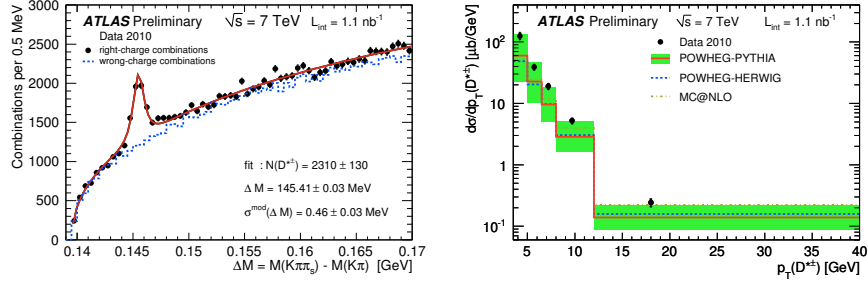 ATLAS Preliminary
√s = 7 TeV
L_int = 1.1 nb⁻¹
Data 2010
right-charge combinations
wrong-charge combinations
Combinations per 0.5 MeV
3000
2500
2000
1500
1000
500
0
fit : N(D*±) = 2310 ± 130
Δ M = 145.41 ± 0.03 MeV
σ^mod(Δ M) = 0.46 ± 0.03 MeV
0.14 0.145 0.15 0.155 0.16 0.165 0.17
ΔM = M(Kππ_s) - M(Kπ) [GeV]
ATLAS Preliminary
√s = 7 TeV
L_int = 1.1 nb⁻¹
Data 2010
POWHEG-PYTHIA
POWHEG-HERWIG
MC@NLO
dσ/dp_T(D*±) [μb/GeV]
10²
10
1
10⁻¹
5 10 15 20 25 30 35 40
p_T(D*±) [GeV]